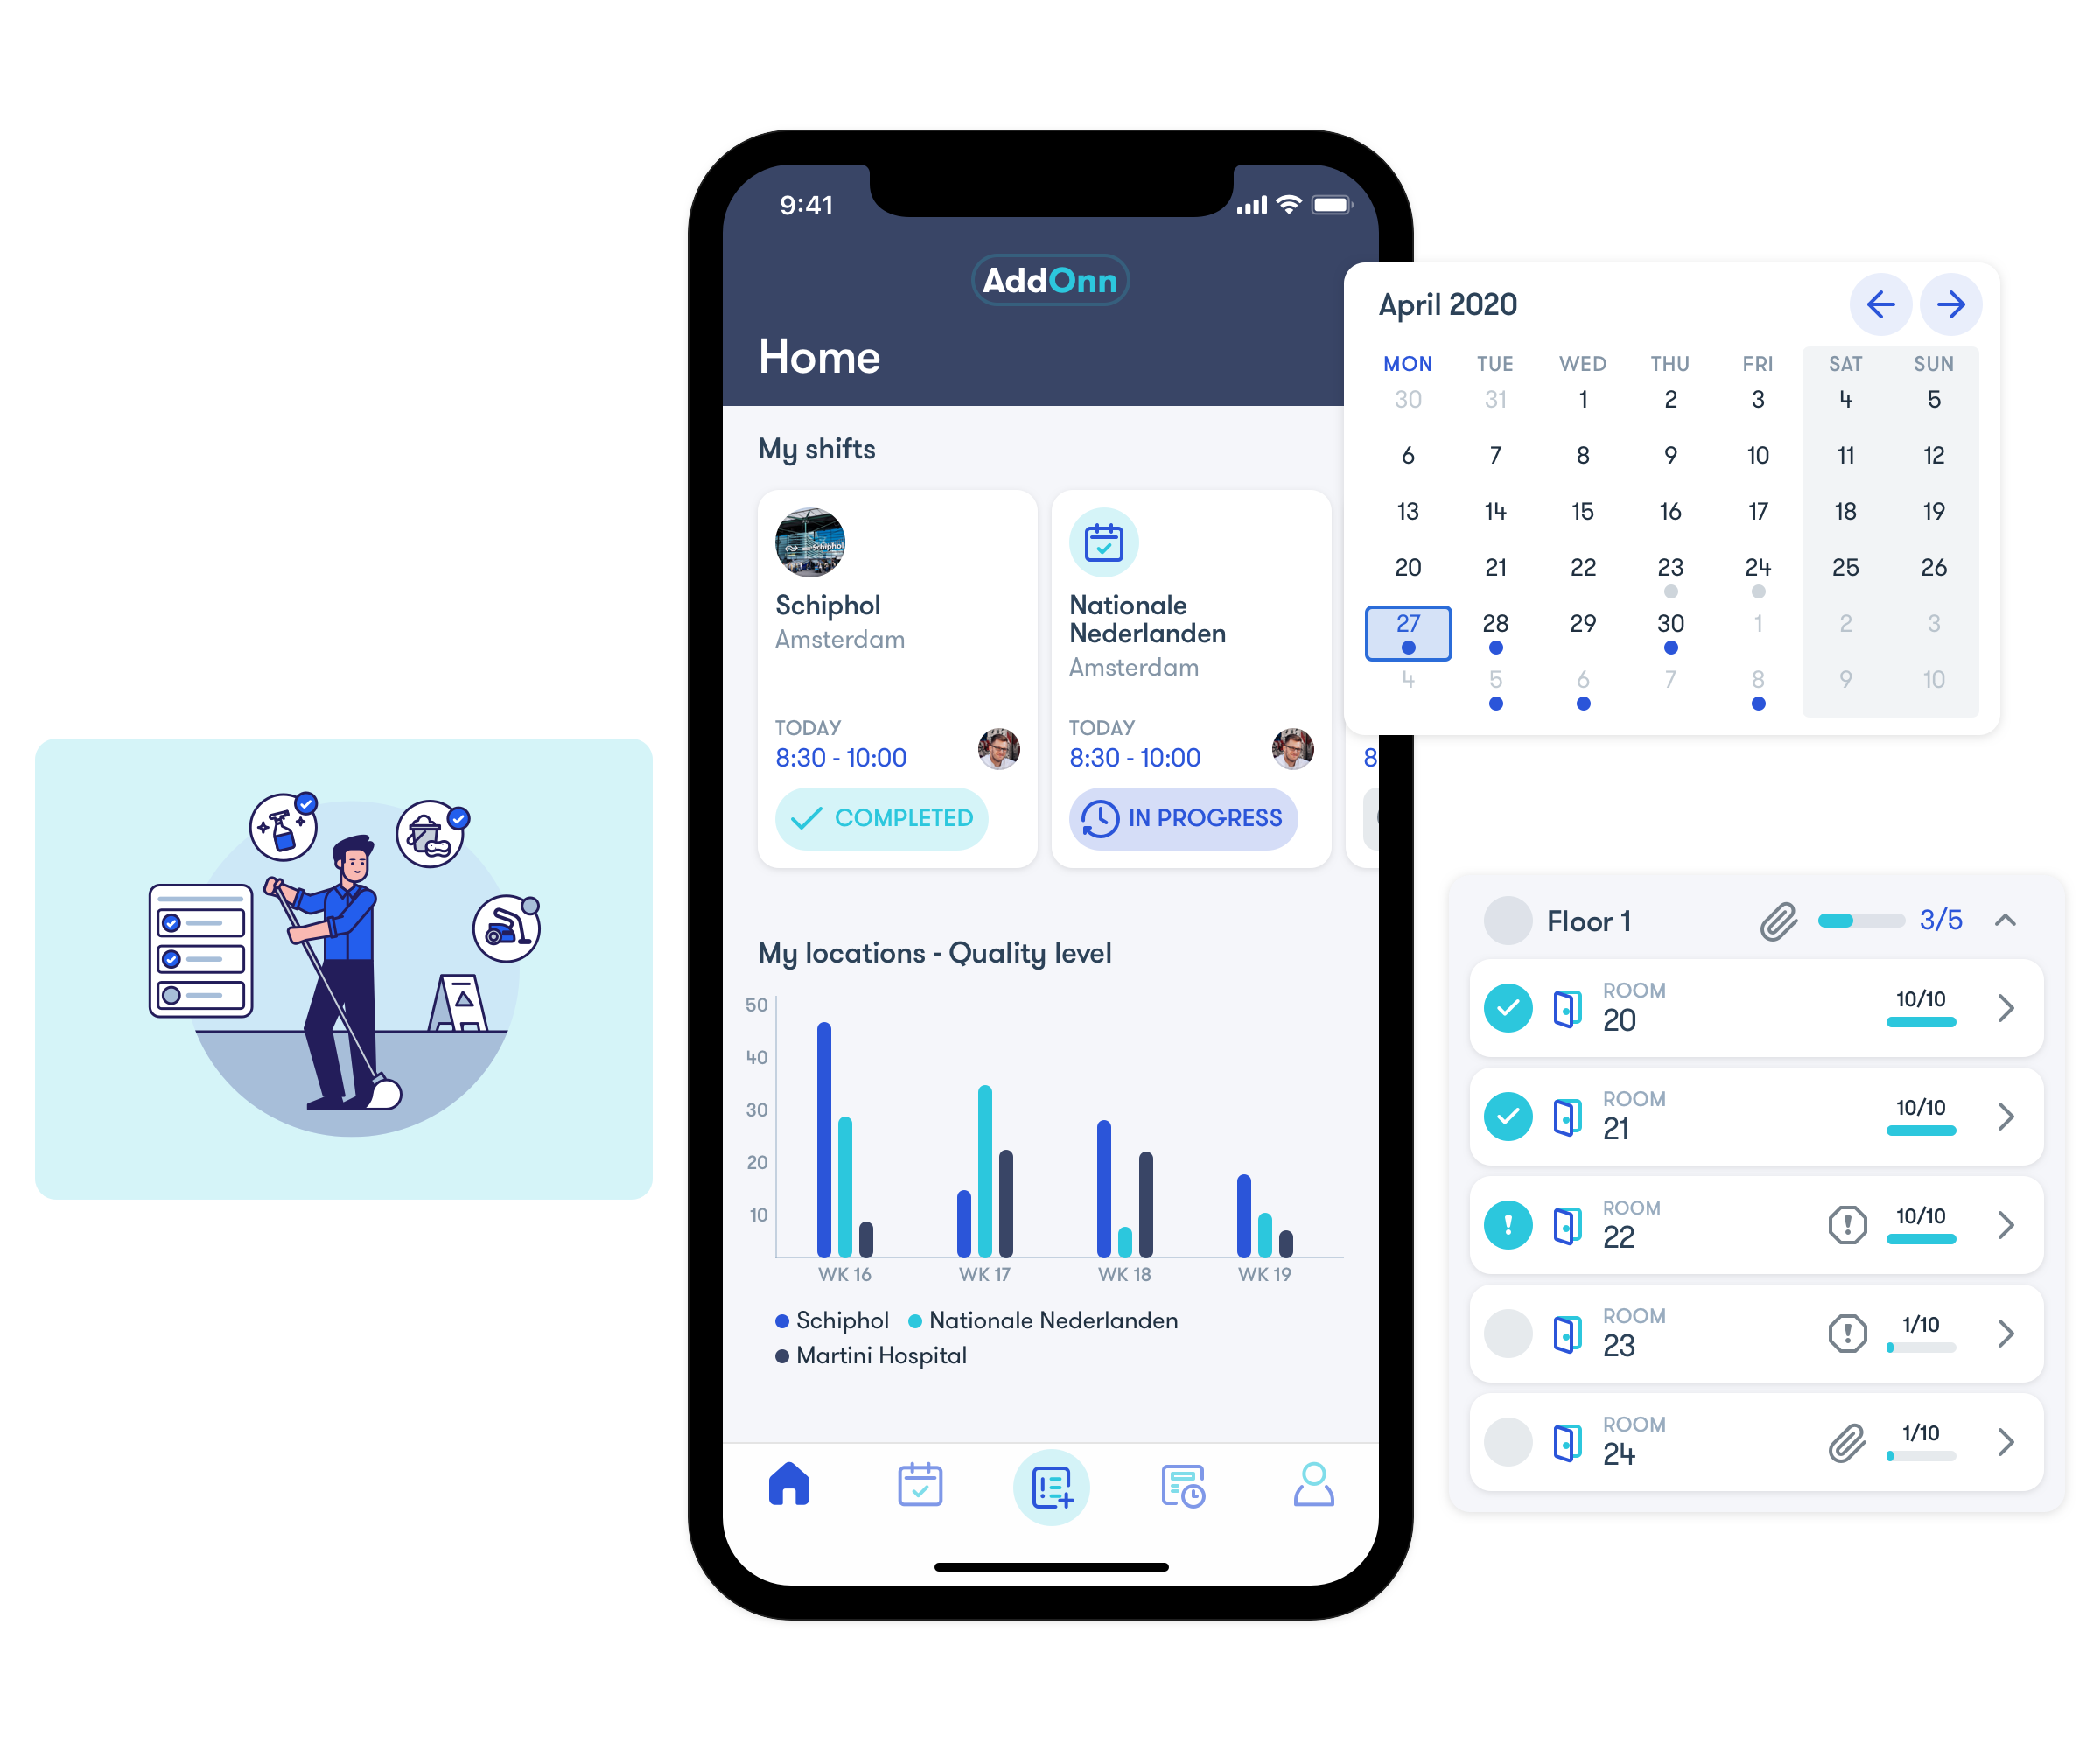 9:41
AddOnn
Home
My shifts
Schiphol
Schiphol
Amsterdam
TODAY
8:30 - 10:00
COMPLETED
Nationale
Nederlanden
Amsterdam
TODAY
8:30 - 10:00
IN PROGRESS
8
My locations - Quality level
50
40
30
20
10
WK 16 WK 17 WK 18 WK 19
Schiphol Nationale Nederlanden
Martini Hospital
April 2020
MON TUE WED THU FRI SAT SUN
30 31 1 2 3 4 5
6 7 8 9 10 11 12
13 14 15 16 17 18 19
20 21 22 23 24 25 26
27 28 29 30 1 2 3
4 5 6 7 8 9 10
Floor 1 3/5
ROOM
20
10/10
ROOM
21
10/10
ROOM
22
10/10
ROOM
23
1/10
ROOM
24
1/10